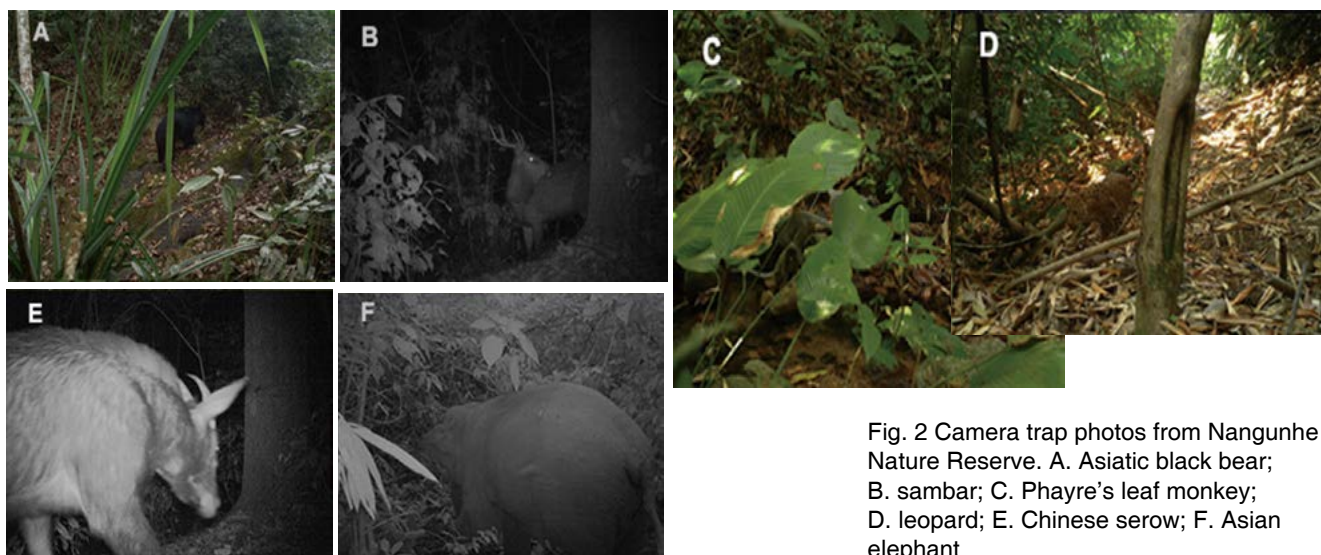 A
B
C
D
E
F
Fig. 2 Camera trap photos from Nangunhe
Nature Reserve. A. Asiatic black bear;
B. sambar; C. Phayre's leaf monkey;
D. leopard; E. Chinese serow; F. Asian
elephant